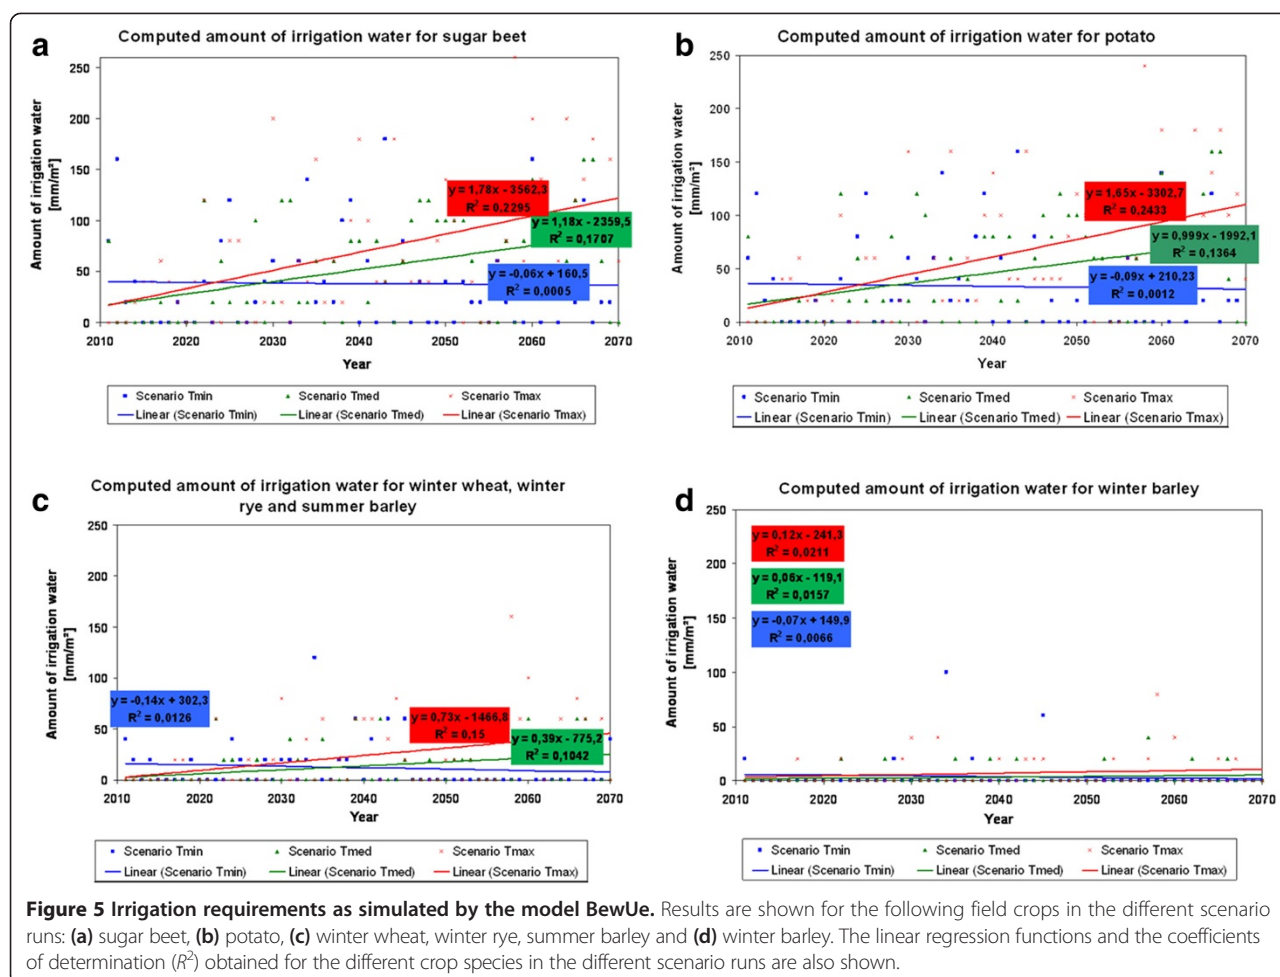 a
Computed amount of irrigation water for sugar beet
Amount of irrigation water
[mm/m²]
250
200
150
100
50
0
y = 1,78x - 3562,3
R² = 0,2295
y = 1,18x - 2359,5
R² = 0,1707
y = -0.06x + 160,5
R² = 0,0005
2010 2020 2030 2040 2050 2060 2070
Year
Scenario Tmin Scenario Tmed Scenario Tmax
Linear (Scenario Tmin) Linear (Scenario Tmed) Linear (Scenario Tmax)
b
Computed amount of irrigation water for potato
Amount of irrigation water
[mm/m²]
250
200
150
100
50
0
y = 1,65x - 3302,7
R² = 0,2433
y = 0,999x - 1992,1
R² = 0,1364
y = -0,09x + 210,23
R² = 0,0012
2010 2020 2030 2040 2050 2060 2070
Year
Scenario Tmin Scenario Tmed Scenario Tmax
Linear (Scenario Tmin) Linear (Scenario Tmed) Linear (Scenario Tmax)
c
Computed amount of irrigation water for winter wheat, winter
rye and summer barley
Amount of irrigation water
[mm/m²]
250
200
150
100
50
0
y = -0,14x + 302,3
R² = 0,0126
y = 0,73x - 1466,8
R² = 0.15
y = 0,39x - 775,2
R² = 0,1042
2010 2020 2030 2040 2050 2060 2070
Year
Scenario Tmin Scenario Tmed Scenario Tmax
Linear (Scenario Tmin) Linear (Scenario Tmed) Linear (Scenario Tmax)
d
Computed amount of irrigation water for winter barley
Amount of irrigation water
[mm/m²]
250
200
150
100
50
0
y = 0,12x - 241,3
R² = 0,0211
y = 0,06x - 119,1
R² = 0,0157
y = -0,07x + 149,9
R² = 0,0066
2010 2020 2030 2040 2050 2060 2070
Year
Scenario Tmin Scenario Tmed Scenario Tmax
Linear (Scenario Tmin) Linear (Scenario Tmed) Linear (Scenario Tmax)
Figure 5 Irrigation requirements as simulated by the model BewUe. Results are shown for the following field crops in the different scenario
runs: (a) sugar beet, (b) potato, (c) winter wheat, winter rye, summer barley and (d) winter barley. The linear regression functions and the coefficients
of determination (R²) obtained for the different crop species in the different scenario runs are also shown.